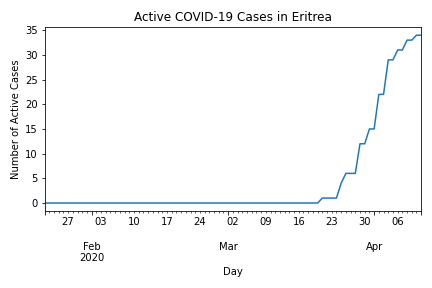 Active COVID-19 Cases in Eritrea
Number of Active Cases
35
30
25
20
15
10
5
0
27 03 10 17 24 02 09 16 23 30 06
Feb Mar Apr
2020
Day